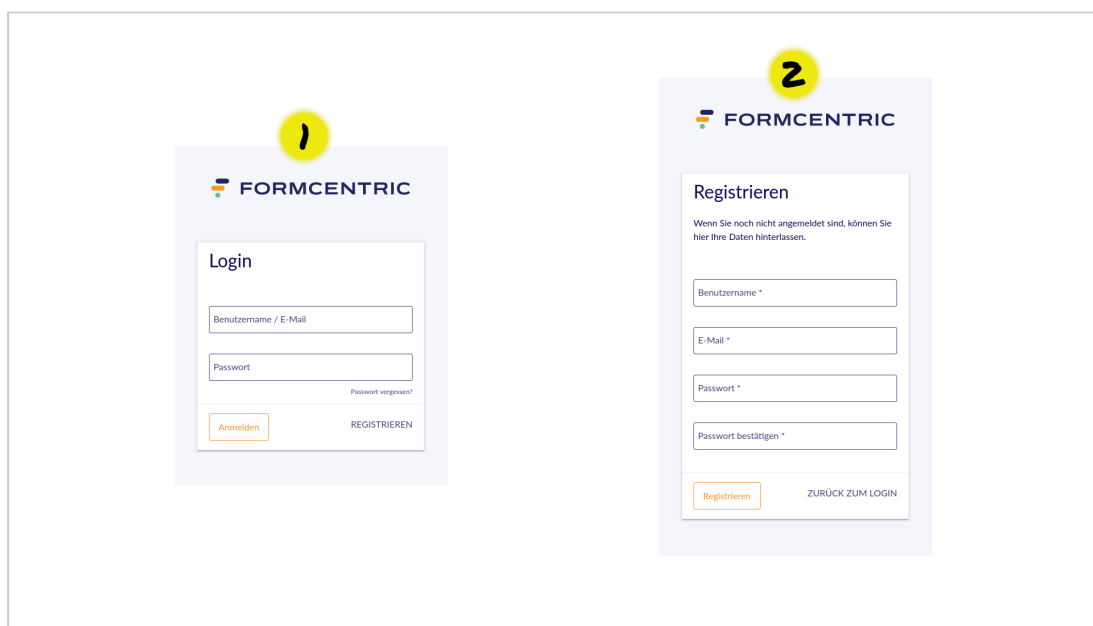 1
FORMCENTRIC
Login
Benutzername / E-Mail
Passwort
Passwort vergessen?
Anmelden
REGISTRIEREN
2
FORMCENTRIC
Registrieren
Wenn Sie noch nicht angemeldet sind, können Sie
hier Ihre Daten hinterlassen.
Benutzername *
E-Mail *
Passwort *
Passwort bestätigen *
Registrieren
ZURÜCK ZUM LOGIN